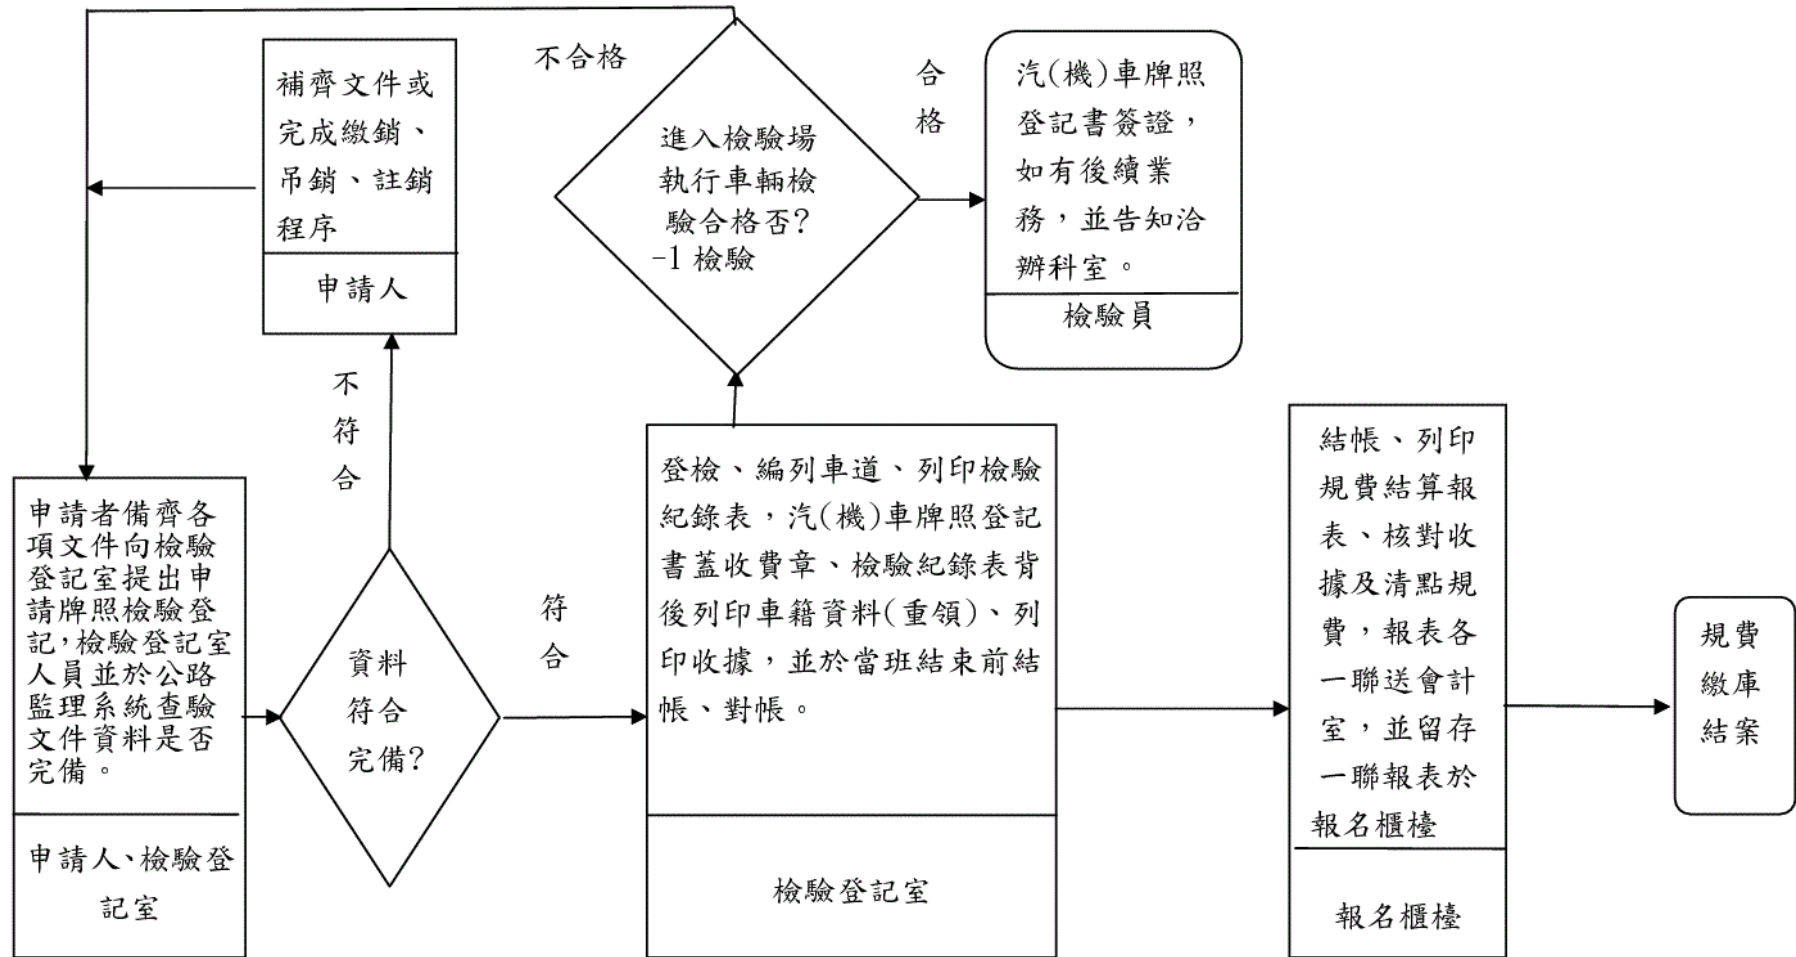 不合格
補齊文件或
完成繳銷、
吊銷、註銷
程序
申請人
進入檢驗場
執行車輛檢
驗合格否?
-1 檢驗
合
格
汽(機)車牌照
登記書簽證，
如有後續業
務，並告知洽
辦科室。
檢驗員
不
符
合
申請者備齊各
項文件向檢驗
登記室提出申
請牌照檢驗登
記，檢驗登記室
人員並於公路
監理系統查驗
文件資料是否
完備。
申請人、檢驗登
記室
資料
符合
完備?
符
合
登檢、編列車道、列印檢驗
紀錄表，汽(機)車牌照登記
書蓋收費章、檢驗紀錄表背
後列印車籍資料(重領)、列
印收據，並於當班結束前結
帳、對帳。
檢驗登記室
結帳、列印
規費結算報
表、核對收
據及清點規
費，報表各
一聯送會計
室，並留存
一聯報表於
報名櫃檯
報名櫃檯
規費
繳庫
結案